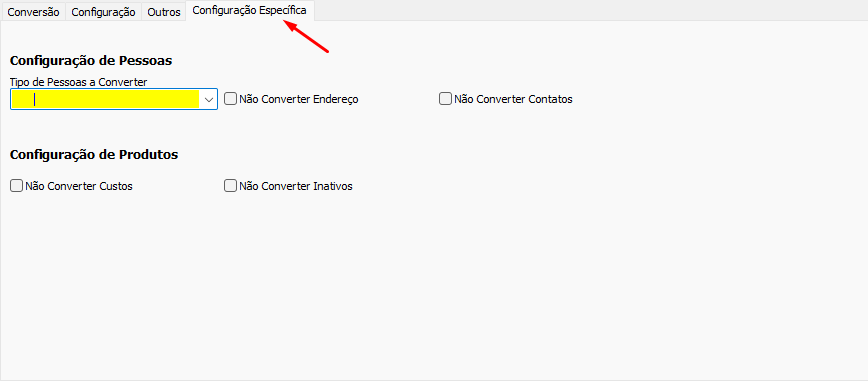 Conversão Configuração Outros Configuração Específica
Configuração de Pessoas
Tipo de Pessoas a Converter
Não Converter Endereço Não Converter Contatos
Configuração de Produtos
Não Converter Custos Não Converter Inativos